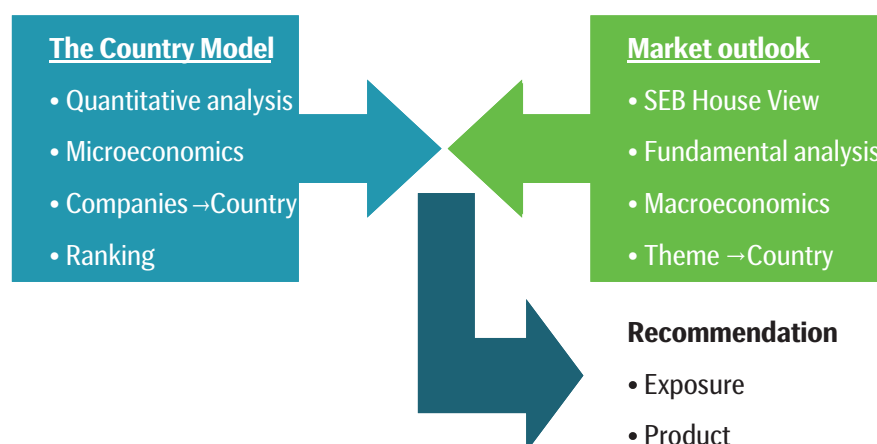 The Country Model
• Quantitative analysis
• Microeconomics
• Companies →Country
• Ranking
Market outlook
• SEB House View
• Fundamental analysis
• Macroeconomics
• Theme →Country
Recommendation
• Exposure
• Product